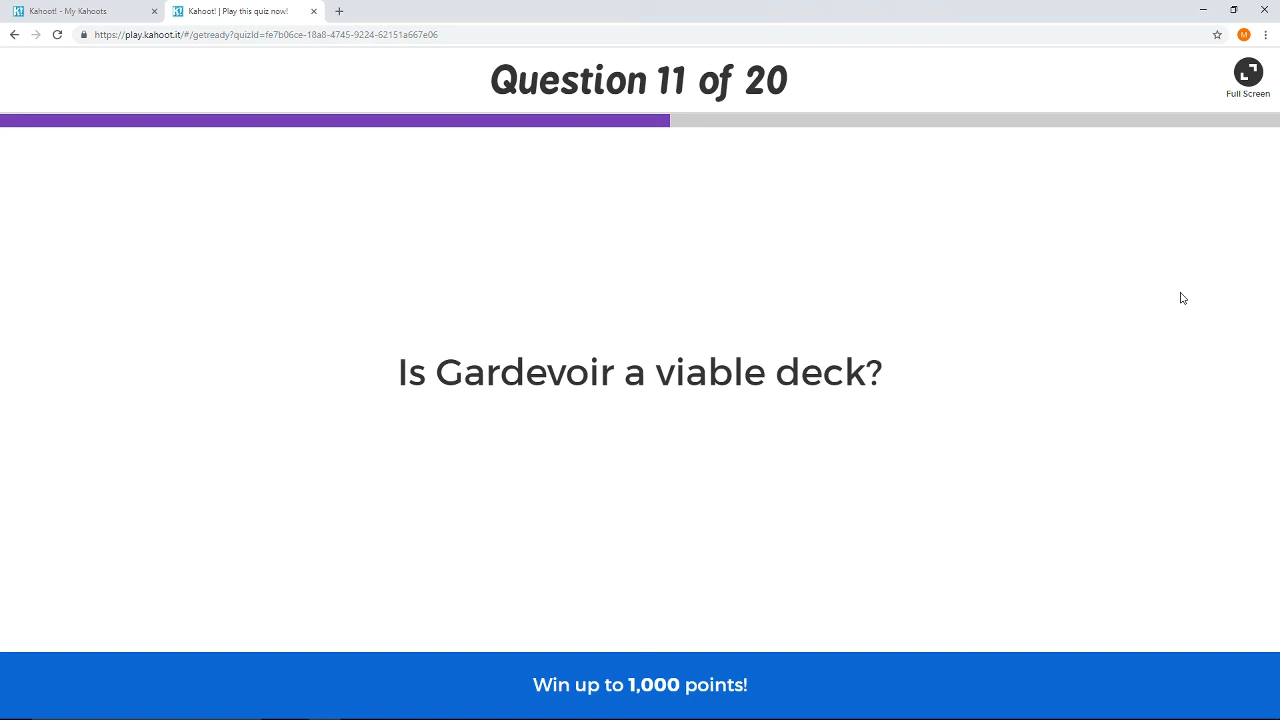 Kahoot! - My Kahoots
Kahoot! | Play this quiz now!
https://play.kahoot.it/#/getready?quizId=fe7b06ce-18a8-4745-9224-62151a667e06
M
Question 11 of 20
Full Screen
Is Gardevoir a viable deck?
Win up to 1,000 points!